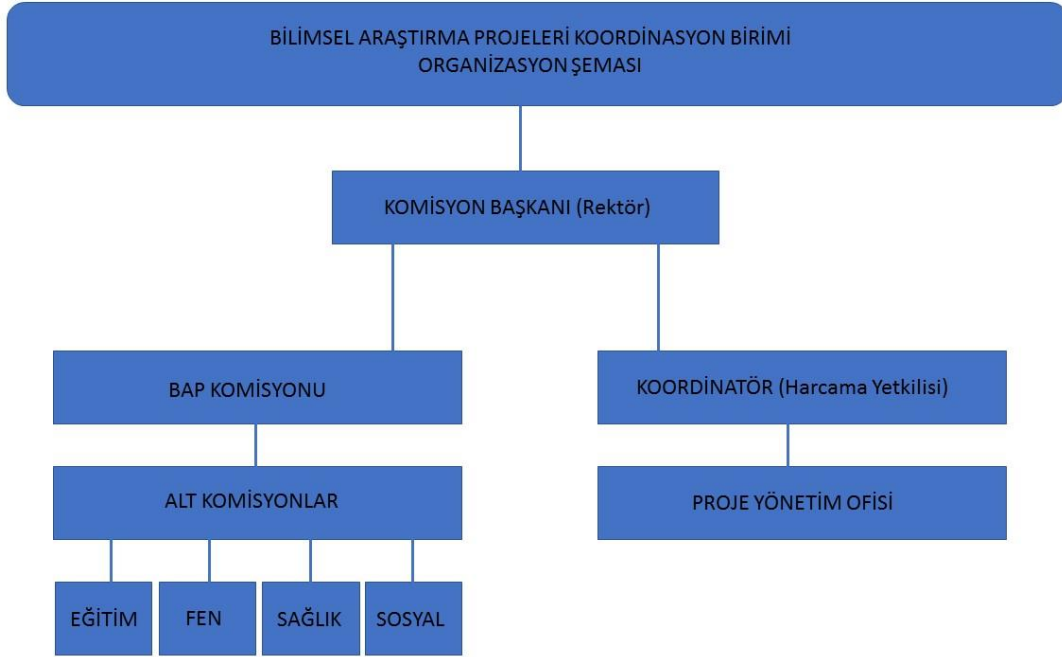 BİLİMSEL ARAŞTIRMA PROJELERİ KOORDİNASYON BİRİMİ
ORGANİZASYON ŞEMASI
KOMİSYON BAŞKANI (Rektör)
BAP KOMİSYONU
KOORDİNATÖR (Harcama Yetkilisi)
ALT KOMİSYONLAR
PROJE YÖNETİM OFİSİ
EĞİTİM
FEN
SAĞLIK
SOSYAL